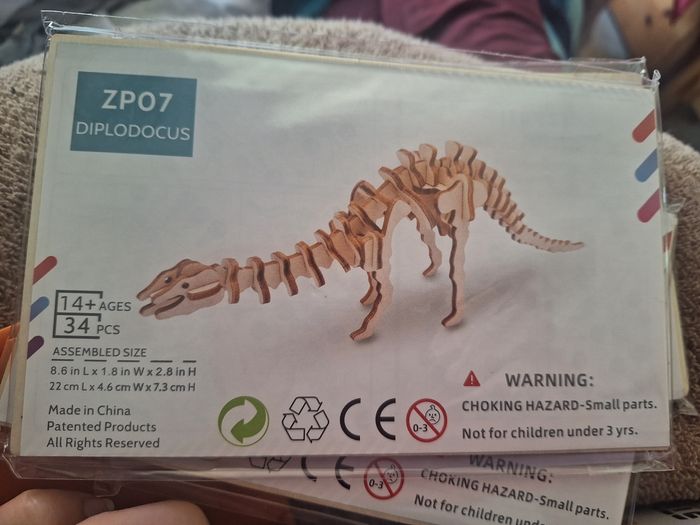 ZP07
DIPLODOCUS
14+ AGES
34 PCS
ASSEMBLED SIZE
8.6 in L x 1.8 in W x 2.8 in H
22 cm L x 4.6 cm W x 7.3 cm H
Made in China
Patented Products
All Rights Reserved
CE
0-3
WARNING:
CHOKING HAZARD-Small parts.
Not for children under 3 yrs.
CE
0-3
WARNING:
CHOKING HAZARD-Small parts.
Not for children under 3 yrs.